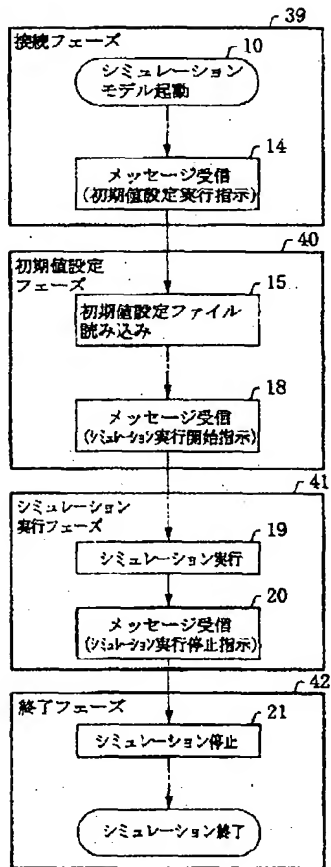 39
接続フェーズ
10
シミュレーション
モデル起動
14
メッセージ受信
(初期値設定実行指示)
40
初期値設定
フェーズ
15
初期値設定ファイル
読み込み
18
メッセージ受信
(シミュレーション実行開始指示)
41
シミュレーション
実行フェーズ
19
シミュレーション実行
20
メッセージ受信
(シミュレーション実行停止指示)
42
終了フェーズ
21
シミュレーション停止
シミュレーション終了